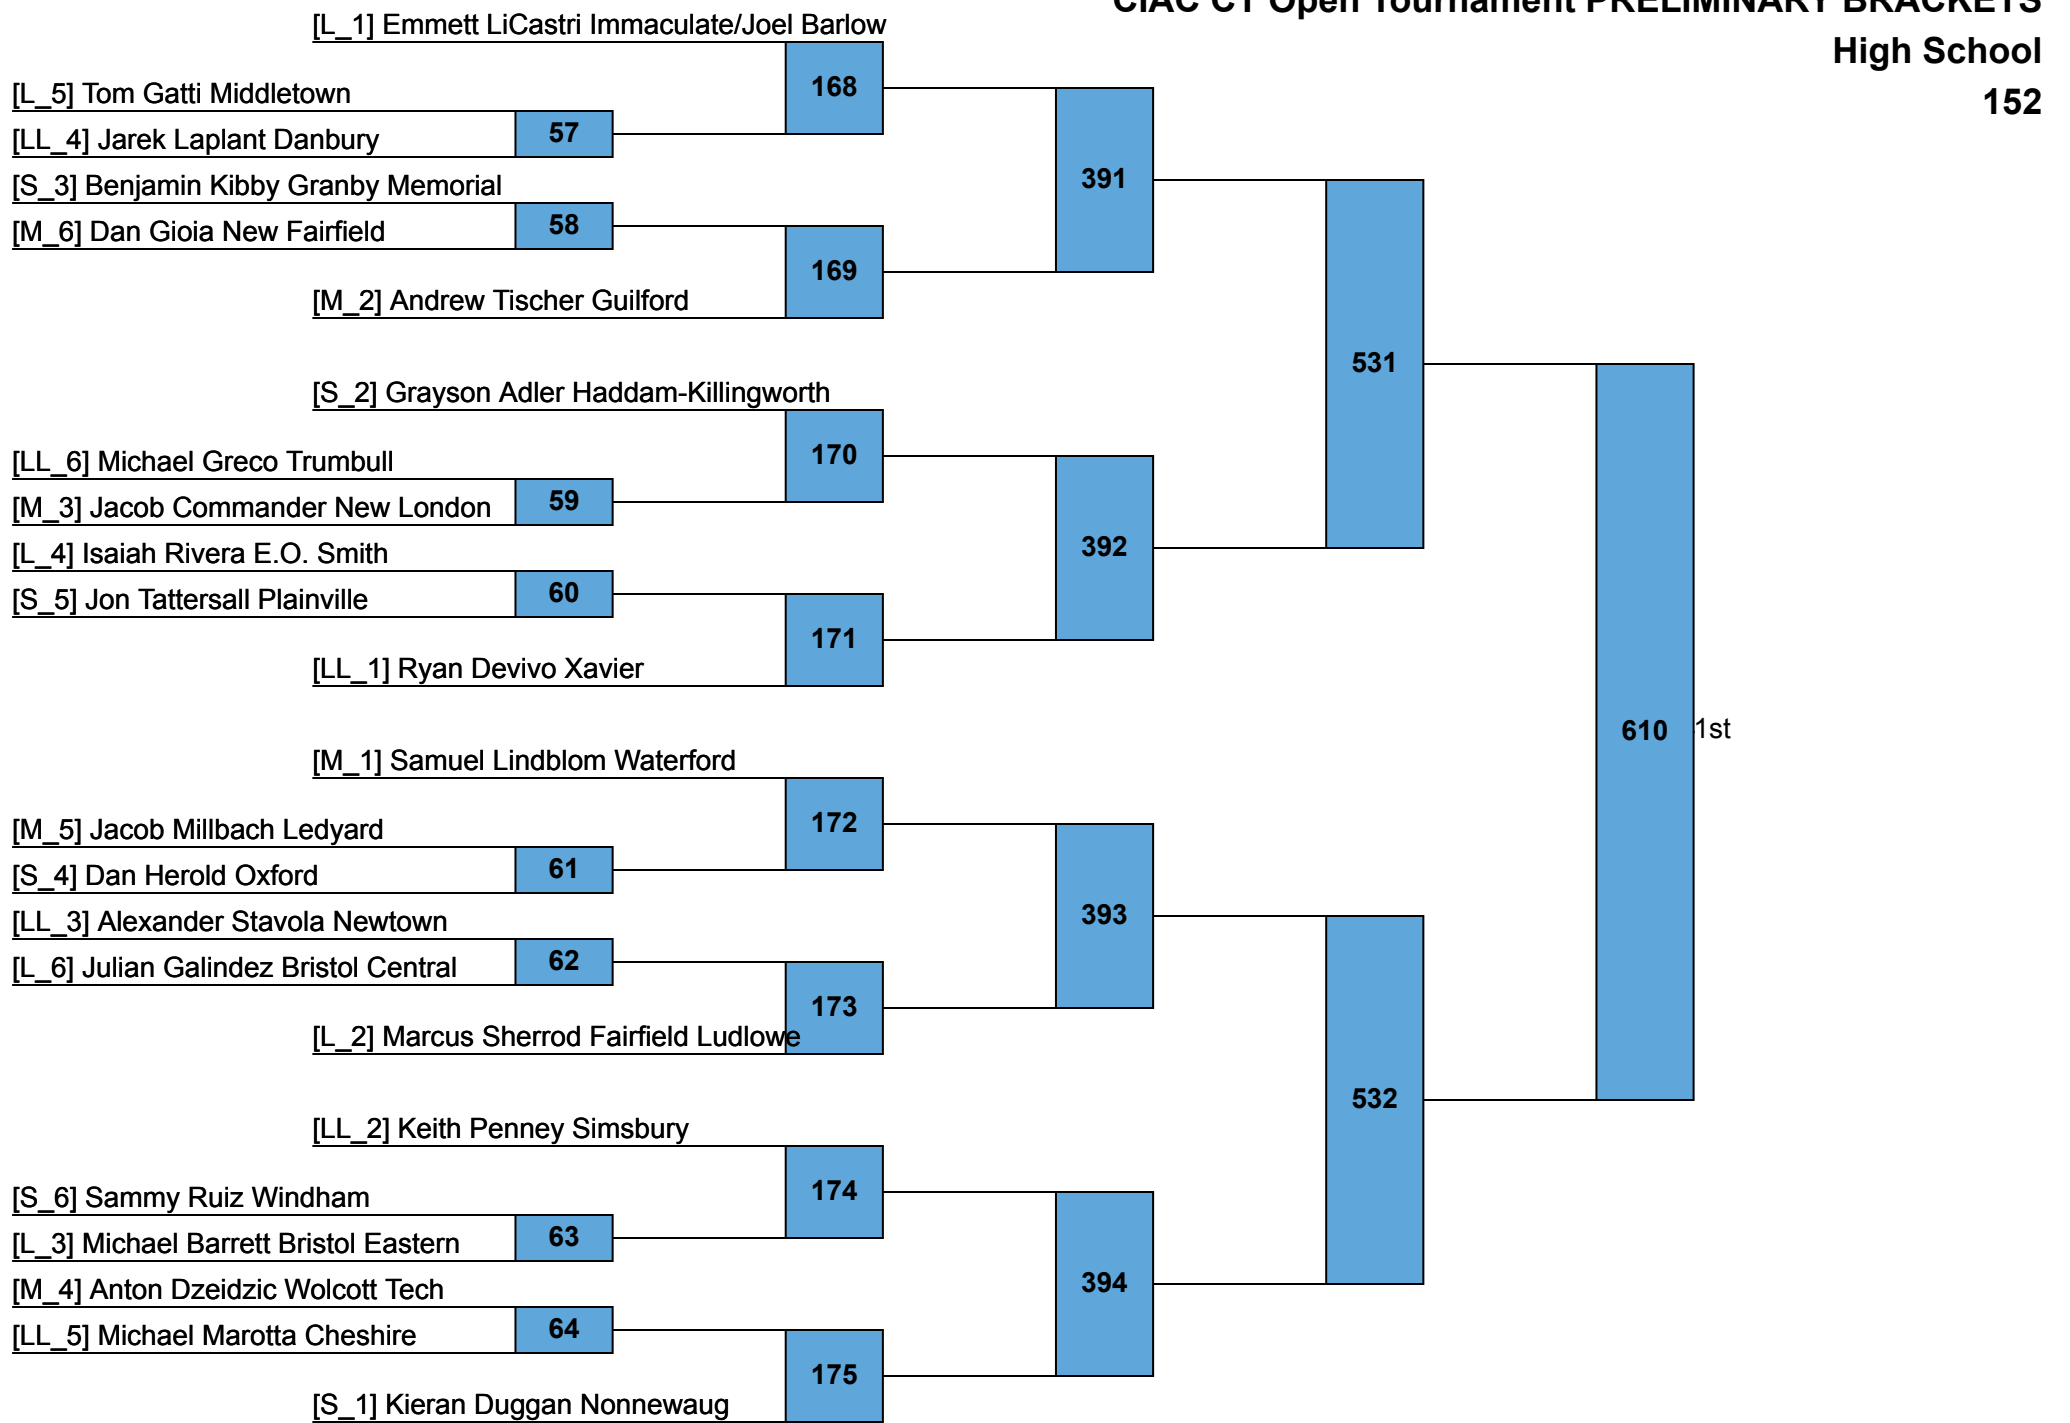 CIAC CT Open Tournament PRELIMINARY BRACKETS
High School
152
[L_1] Emmett LiCastri Immaculate/Joel Barlow
168
[L_5] Tom Gatti Middletown
57
[LL_4] Jarek Laplant Danbury
391
[S_3] Benjamin Kibby Granby Memorial
58
[M_6] Dan Gioia New Fairfield
169
[M_2] Andrew Tischer Guilford
531
[S_2] Grayson Adler Haddam-Killingworth
170
[LL_6] Michael Greco Trumbull
59
[M_3] Jacob Commander New London
392
[L_4] Isaiah Rivera E.O. Smith
60
[S_5] Jon Tattersall Plainville
171
[LL_1] Ryan Devivo Xavier
610 1st
[M_1] Samuel Lindblom Waterford
172
[M_5] Jacob Millbach Ledyard
61
[S_4] Dan Herold Oxford
393
[LL_3] Alexander Stavola Newtown
62
[L_6] Julian Galindez Bristol Central
173
[L_2] Marcus Sherrod Fairfield Ludlowe
532
[LL_2] Keith Penney Simsbury
174
[S_6] Sammy Ruiz Windham
63
[L_3] Michael Barrett Bristol Eastern
394
[M_4] Anton Dzeidzic Wolcott Tech
64
[LL_5] Michael Marotta Cheshire
175
[S_1] Kieran Duggan Nonnewaug